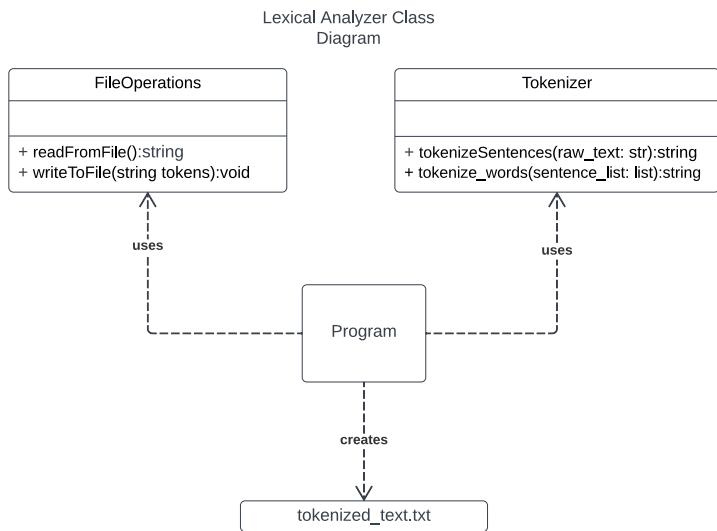 Lexical Analyzer Class
Diagram
FileOperations
+ readFromFile():string
+ writeToFile(string tokens):void
Tokenizer
+ tokenizeSentences(raw_text: str):string
+ tokenize_words(sentence_list: list):string
uses
uses
Program
creates
tokenized_text.txt